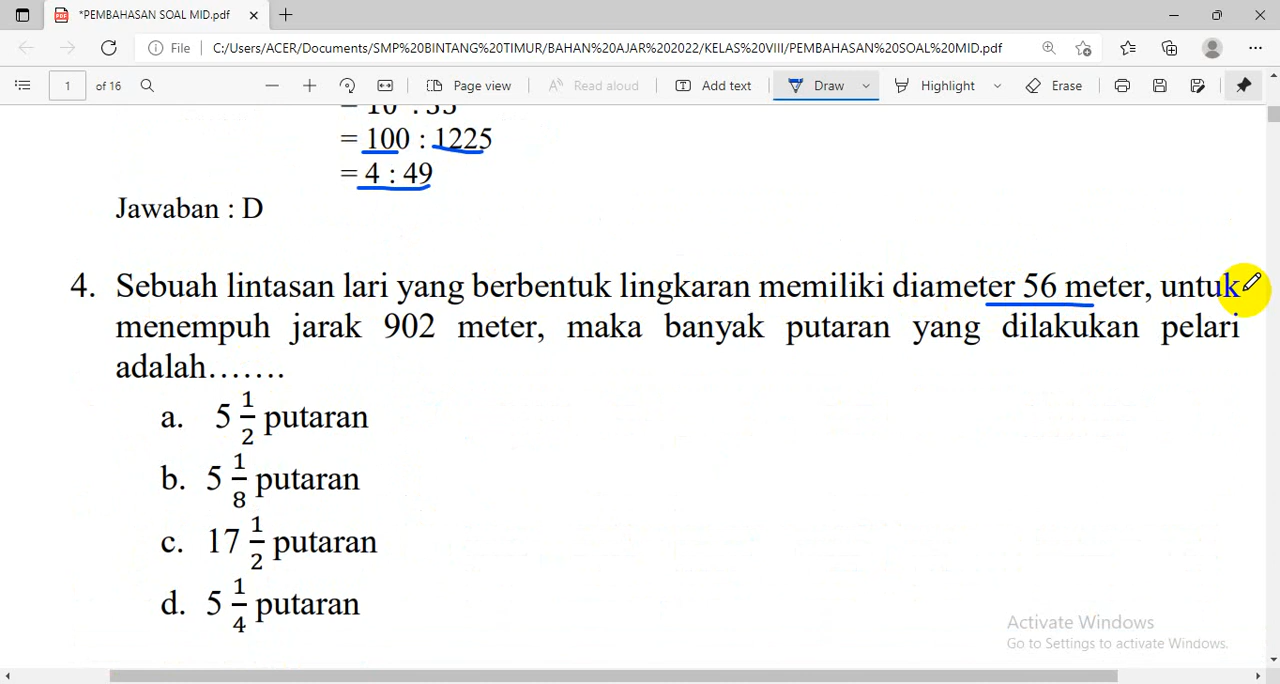 *PEMBAHASAN SOAL MID.pdf
File C:/Users/ACER/Documents/SMP%20BINTANG%20TIMUR/BAHAN%20AJAR%202022/KELAS%20VIII/PEMBAHASAN%20SOAL%20MID.pdf
1 of 16 Page view Read aloud Add text Draw Highlight Erase
= 100 : 1225
= 4 : 49
Jawaban : D
4. Sebuah lintasan lari yang berbentuk lingkaran memiliki diameter 56 meter, untuk
menempuh jarak 902 meter, maka banyak putaran yang dilakukan pelari
adalah.......
a. 5 1/2 putaran
b. 5 1/8 putaran
c. 17 1/2 putaran
d. 5 1/4 putaran
Activate Windows
Go to Settings to activate Windows.